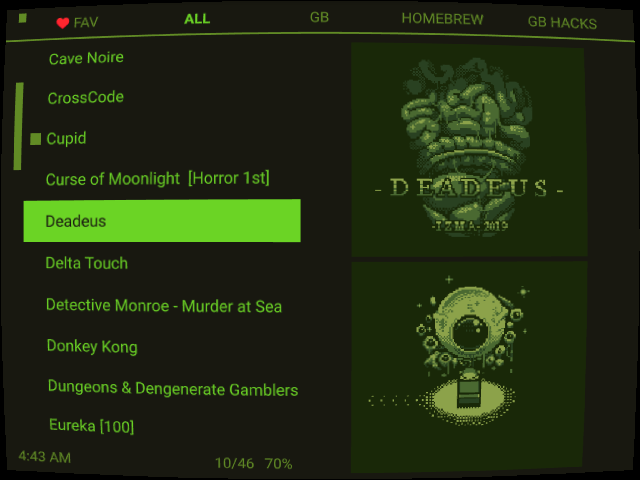 FAV ALL GB HOMEBREW GB HACKS
Cave Noire
CrossCode
Cupid
Curse of Moonlight [Horror 1st]
Deadeus
Delta Touch
Detective Monroe - Murder at Sea
Donkey Kong
Dungeons & Dengenerate Gamblers
Eureka [100]
4:43 AM 10/46 70%
- DEADEUS -
-IZMA-2019